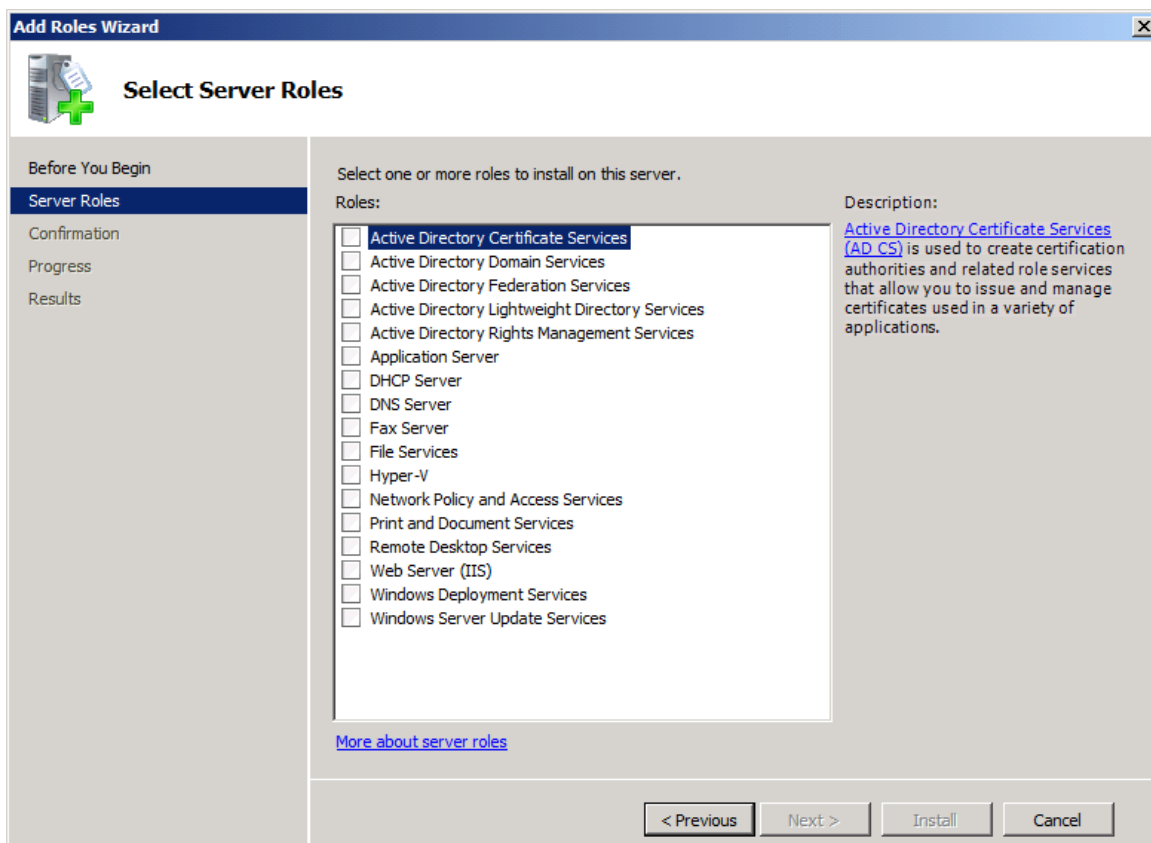 Add Roles Wizard
Select Server Roles
Before You Begin
Server Roles
Confirmation
Progress
Results
Select one or more roles to install on this server.
Roles:
Active Directory Certificate Services
Active Directory Domain Services
Active Directory Federation Services
Active Directory Lightweight Directory Services
Active Directory Rights Management Services
Application Server
DHCP Server
DNS Server
Fax Server
File Services
Hyper-V
Network Policy and Access Services
Print and Document Services
Remote Desktop Services
Web Server (IIS)
Windows Deployment Services
Windows Server Update Services
More about server roles
Description:
Active Directory Certificate Services
(AD CS) is used to create certification
authorities and related role services
that allow you to issue and manage
certificates used in a variety of
applications.
< Previous
Next >
Install
Cancel